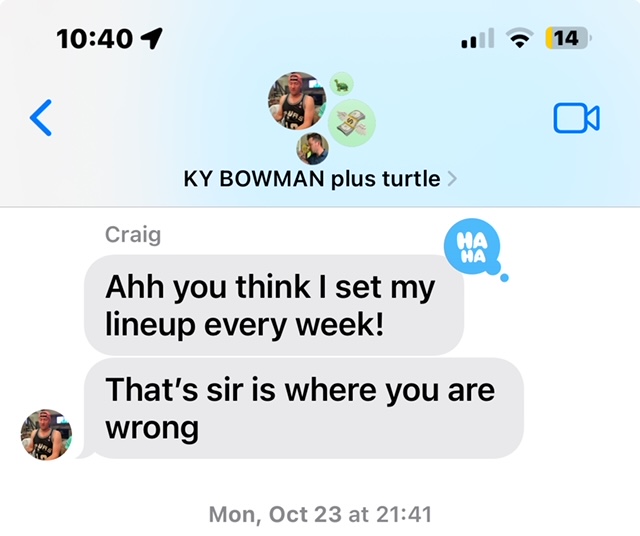 10:40
14
KY BOWMAN plus turtle
Craig
HA
HA
Ahh you think I set my
lineup every week!
That's sir is where you are
wrong
Mon, Oct 23 at 21:41